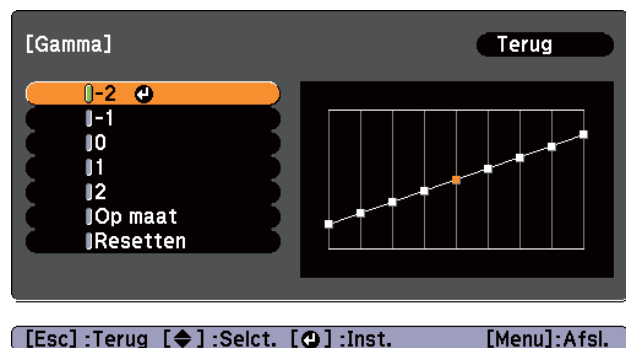 [Gamma]
Terug
-2
-1
0
1
2
Op maat
Resetten
[Esc] :Terug [◆] :Selct. [↵] :Inst. [Menu]:Afsl.